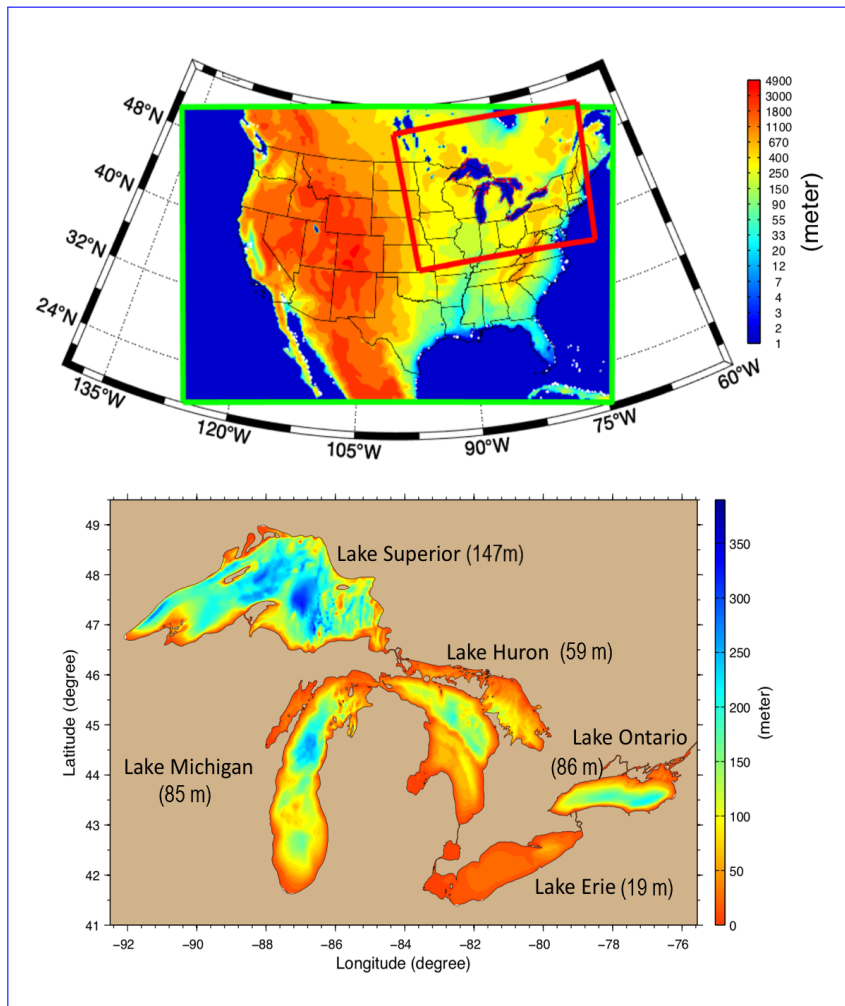 48°N
40°N
32°N
24°N
135°W
120°W
105°W
90°W
75°W
60°W
4900
3000
1800
1100
670
400
250
150
90
55
33
20
12
7
4
3
2
1
(meter)
49
48
47
46
45
44
43
42
41
Latitude (degree)
Lake Superior (147m)
Lake Huron (59 m)
Lake Ontario
(86 m)
Lake Michigan
(85 m)
Lake Erie (19 m)
−92
−90
−88
−86
−84
−82
−80
−78
−76
Longitude (degree)
350
300
250
200
150
100
50
0
(meter)